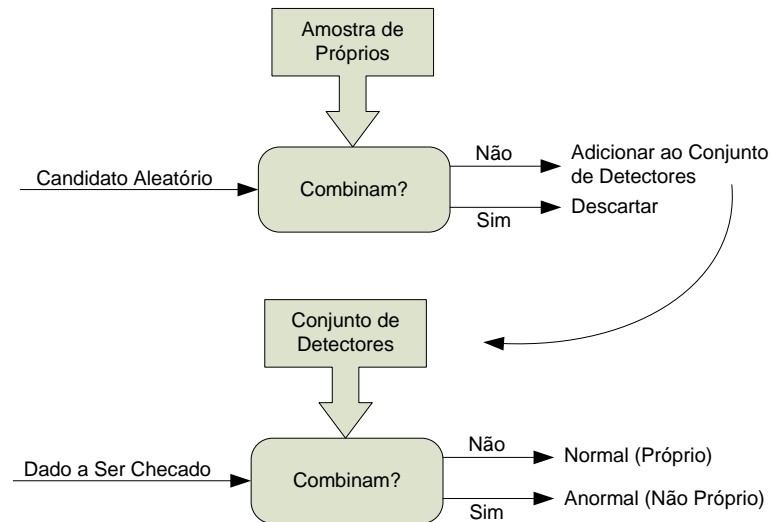 Amostra de
Próprios
Candidato Aleatório
Combinam?
Não
Adicionar ao Conjunto
de Detectores
Sim
Descartar
Conjunto de
Detectores
Dado a Ser Checado
Combinam?
Não
Normal (Próprio)
Sim
Anormal (Não Próprio)